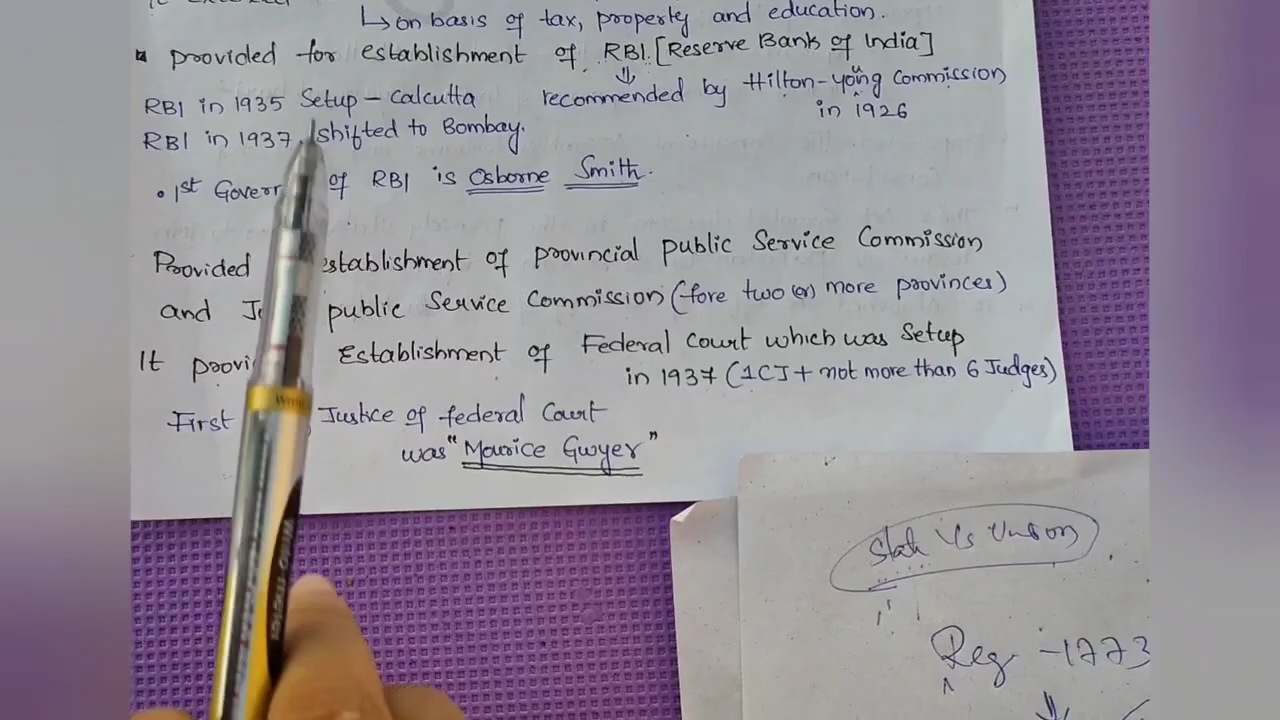 ↳ on basis of tax, property and education.
▪ provided for establishment of RBI. [Reserve Bank of India]
⇓
recommended by Hilton-young Commission
in 1926
RBI in 1935 Setup - Calcutta
RBI in 1937. shifted to Bombay.
• 1st Govern of RBI is Osborne Smith.
Provided establishment of provincial public Service Commission
and public Service Commission (fore two (or) more provinces)
It Establishment of Federal Court which was Setup
in 1937 (1CJ + not more than 6 Judges)
First Justice of federal Court
was "Maurice Gwyer"
Vs Union
Reg - 1773